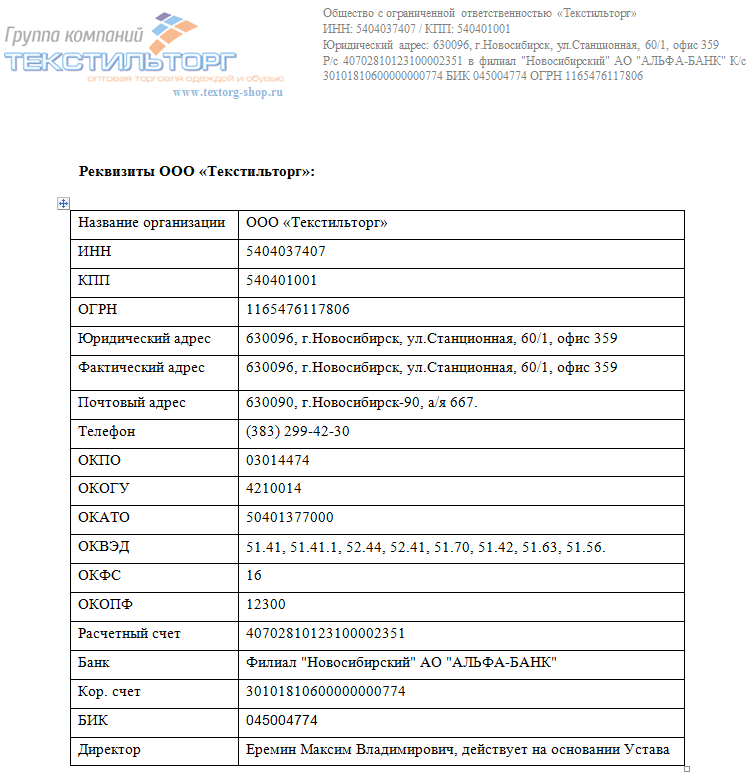 Группа компаний
ТЕКСТИЛЬТОРГ
оптовая торговля одеждой и обувью
www.textorg-shop.ru
Общество с ограниченной ответственностью «Текстильторг»
ИНН: 5404037407 / КПП: 540401001
Юридический адрес: 630096, г.Новосибирск, ул.Станционная, 60/1, офис 359
Р/с 40702810123100002351 в филиал "Новосибирский" АО "АЛЬФА-БАНК" К/с
30101810600000000774 БИК 045004774 ОГРН 1165476117806
Реквизиты ООО «Текстильторг»:
Название организации ООО «Текстильторг»
ИНН 5404037407
КПП 540401001
ОГРН 1165476117806
Юридический адрес 630096, г.Новосибирск, ул.Станционная, 60/1, офис 359
Фактический адрес 630096, г.Новосибирск, ул.Станционная, 60/1, офис 359
Почтовый адрес 630090, г.Новосибирск-90, а/я 667.
Телефон (383) 299-42-30
ОКПО 03014474
ОКОГУ 4210014
ОКАТО 50401377000
ОКВЭД 51.41, 51.41.1, 52.44, 52.41, 51.70, 51.42, 51.63, 51.56.
ОКФС 16
ОКОПФ 12300
Расчетный счет 40702810123100002351
Банк Филиал "Новосибирский" АО "АЛЬФА-БАНК"
Кор. счет 30101810600000000774
БИК 045004774
Директор Еремин Максим Владимирович, действует на основании Устава